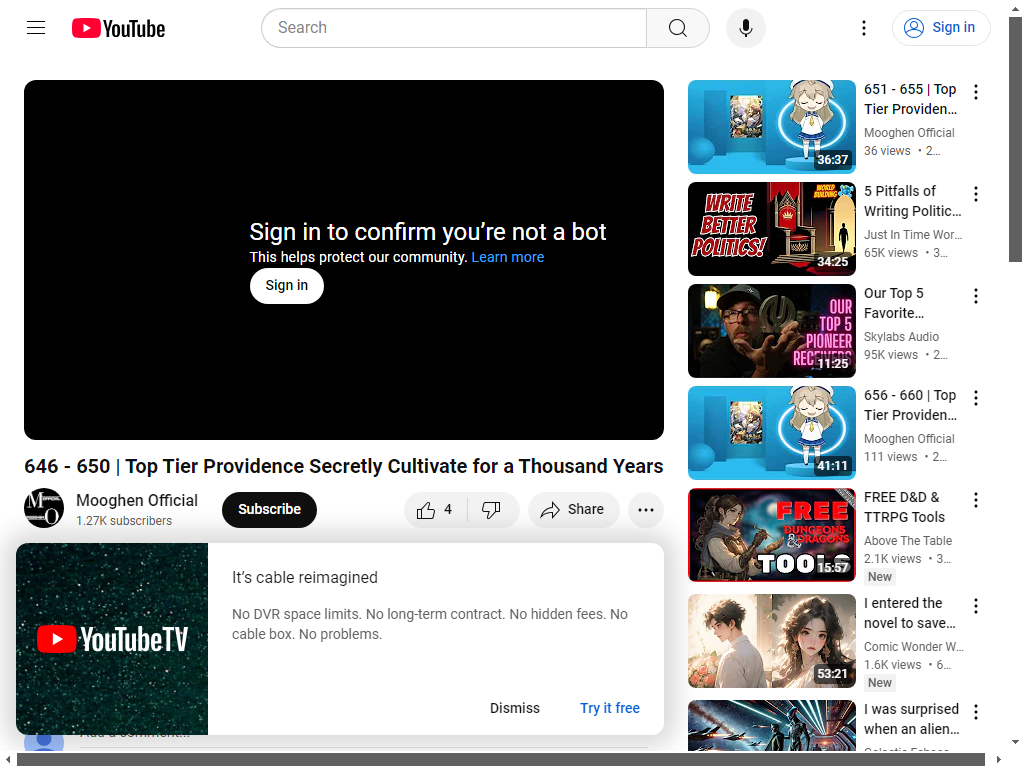 YouTube
Search
Sign in
Sign in to confirm you’re not a bot
This helps protect our community. Learn more
Sign in
646 - 650 | Top Tier Providence Secretly Cultivate for a Thousand Years
Mooghen Official
1.27K subscribers
Subscribe
4
Share
YouTubeTV
It’s cable reimagined
No DVR space limits. No long-term contract. No hidden fees. No
cable box. No problems.
Dismiss
Try it free
Add a comment...
36:37
651 - 655 | Top
Tier Providen...
Mooghen Official
36 views • 2...
WRITE
BETTER
POLITICS!
WORLD
BUILDING
34:25
5 Pitfalls of
Writing Politic...
Just In Time Wor...
65K views • 3...
OUR
TOP 5
PIONEER
RECEIVERS
11:25
Our Top 5
Favorite...
Skylabs Audio
95K views • 2...
41:11
656 - 660 | Top
Tier Providen...
Mooghen Official
111 views • 2...
FREE
DUNGEONS
& DRAGONS
TOOLS
15:57
FREE D&D &
TTRPG Tools
Above The Table
2.1K views • 3...
New
53:21
I entered the
novel to save...
Comic Wonder W...
1.6K views • 6...
New
I was surprised
when an alien...